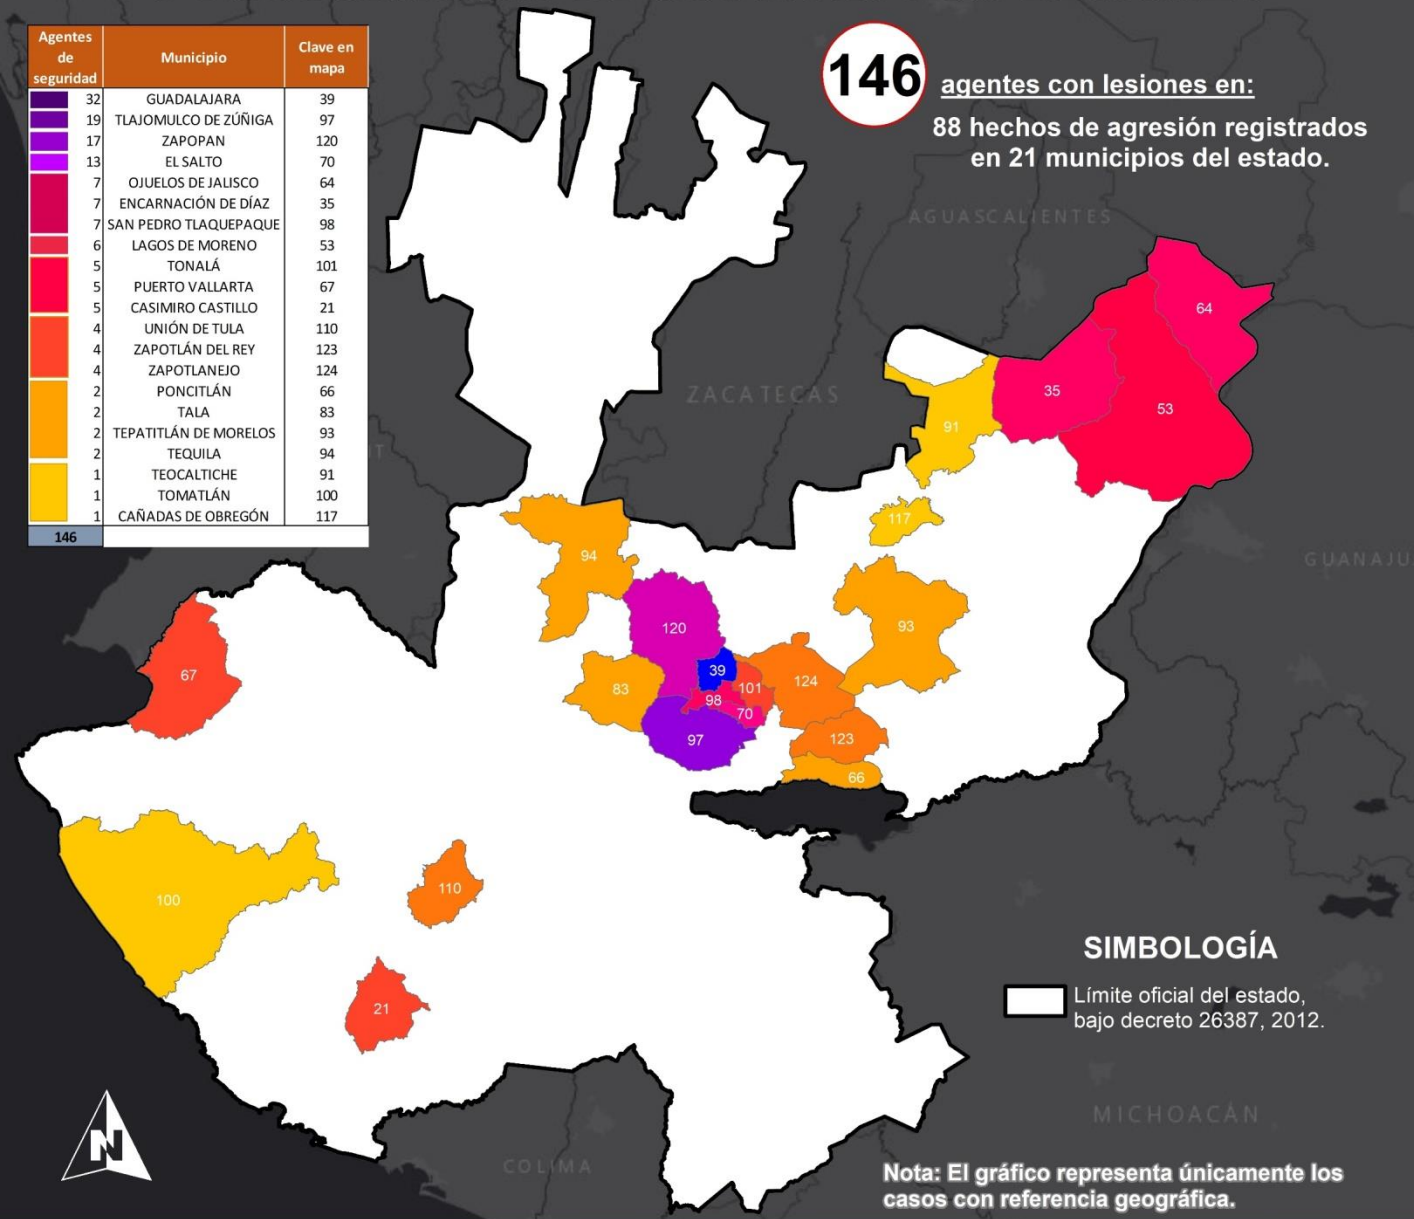 Agentes de seguridad Municipio Clave en mapa
32 GUADALAJARA 39
19 TLAJOMULCO DE ZÚÑIGA 97
17 ZAPOPAN 120
13 EL SALTO 70
7 OJUELOS DE JALISCO 64
7 ENCARNACIÓN DE DÍAZ 35
7 SAN PEDRO TLAQUEPAQUE 98
6 LAGOS DE MORENO 53
5 TONALÁ 101
5 PUERTO VALLARTA 67
5 CASIMIRO CASTILLO 21
4 UNIÓN DE TULA 110
4 ZAPOTLÁN DEL REY 123
4 ZAPOTLANEJO 124
2 PONCITLÁN 66
2 TALA 83
2 TEPATITLÁN DE MORELOS 93
2 TEQUILA 94
1 TEOCALTICHE 91
1 TOMATLÁN 100
1 CAÑADAS DE OBREGÓN 117
146
146 agentes con lesiones en:
88 hechos de agresión registrados
en 21 municipios del estado.
AGUASCALIENTES
64
ZACATECAS
35
53
91
117
94
GUANAJU
120
93
67
39
83
124
101
98
70
97
123
66
100
110
21
SIMBOLOGÍA
Límite oficial del estado,
bajo decreto 26387, 2012.
MICHOACÁN
N
COLIMA
Nota: El gráfico representa únicamente los
casos con referencia geográfica.